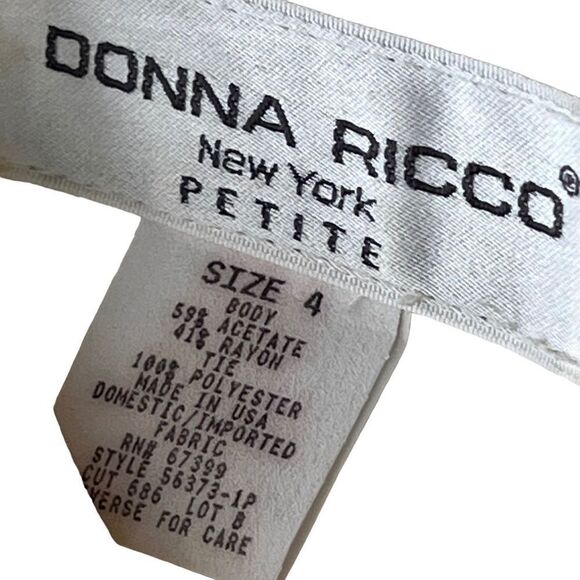 DONNA RICCO®
New York
PETITE
SIZE 4
BODY
59% ACETATE
41% RAYON
TIE
100% POLYESTER
MADE IN USA
DOMESTIC/IMPORTED
FABRIC
RN# 67399
STYLE 56373-1P
CUT 686 LOT B
VERSE FOR CARE